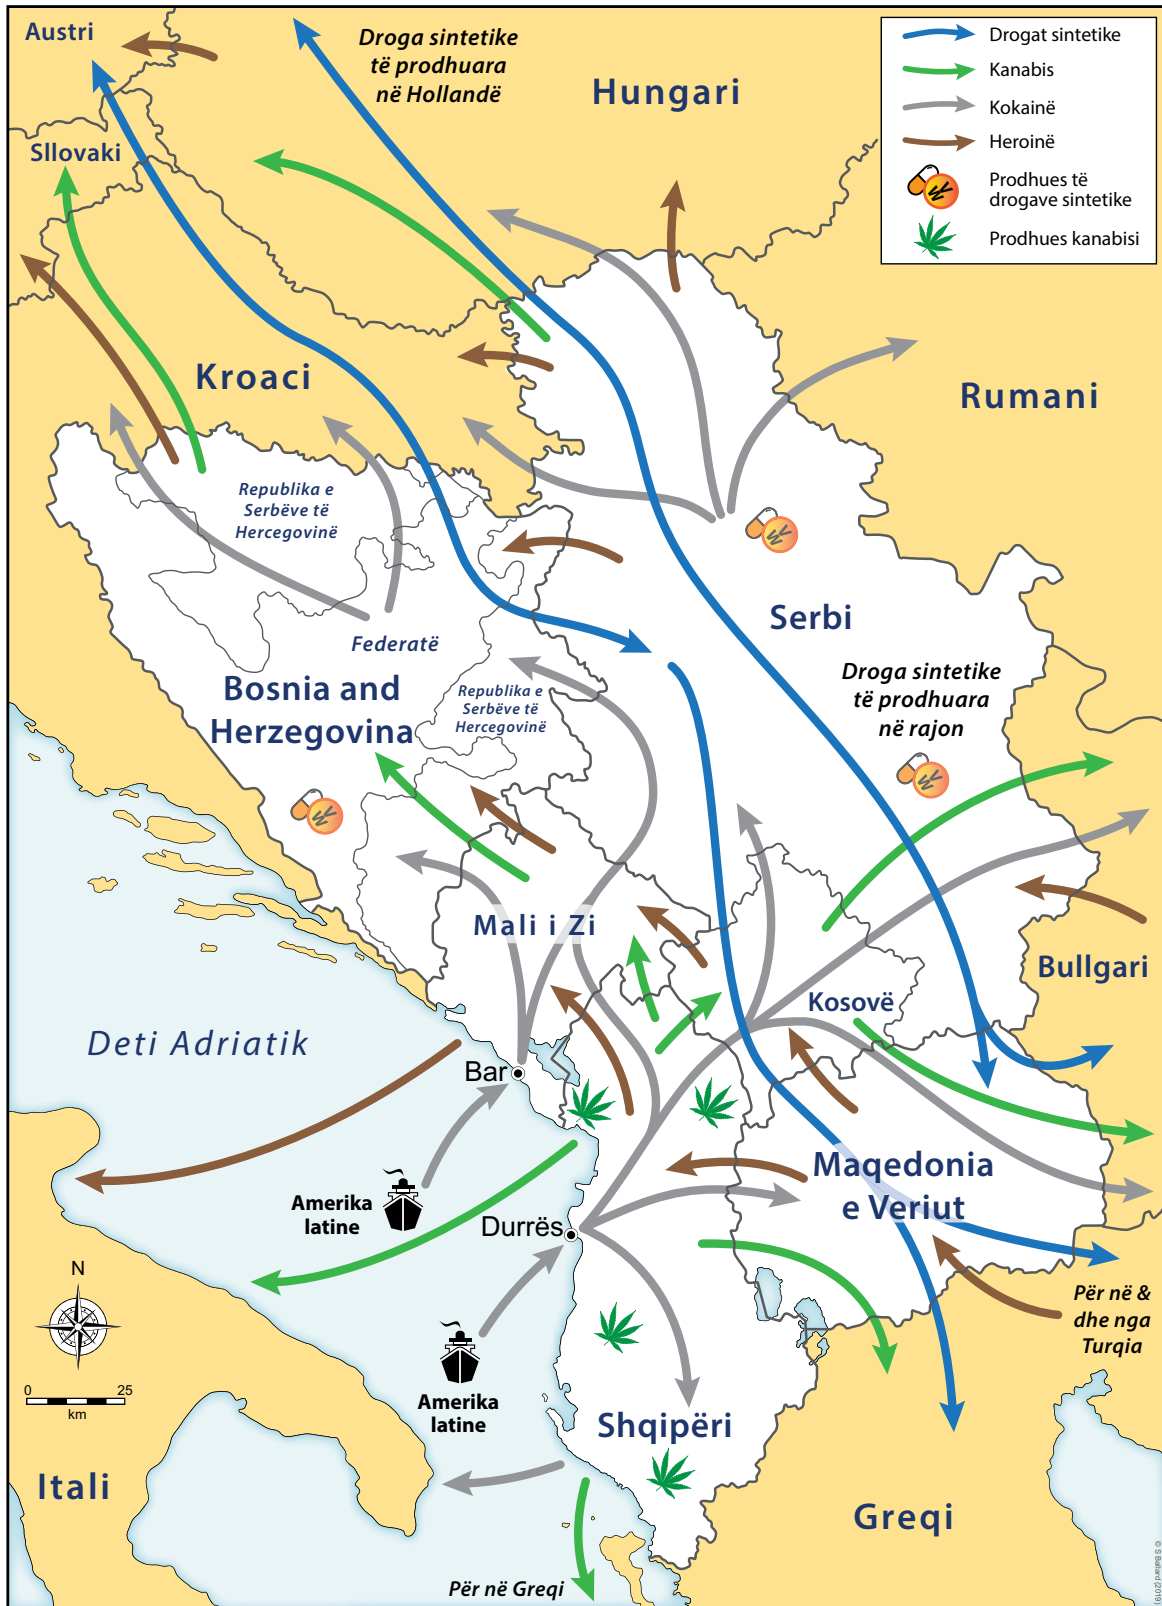 Austri
Droga sintetike
të prodhuara
në Hollandë
Hungari
Drogat sintetike
Kanabis
Kokainë
Heroinë
Prodhues të
drogave sintetike
Prodhues kanabisi
Sllovaki
Kroaci
Rumani
Republika e
Serbëve të
Hercegovinë
Serbi
Federatë
Bosnia and
Herzegovina
Republika e
Serbëve të
Hercegovinë
Droga sintetike
të prodhuara
në rajon
Mali i Zi
Bullgari
Kosovë
Deti Adriatik
Bar
Amerika
latine
Maqedonia
e Veriut
Durrës
N
0 25
km
Për në &
dhe nga
Turqia
Amerika
latine
Shqipëri
Itali
Greqi
Për në Greqi
© S Ballard (2019)